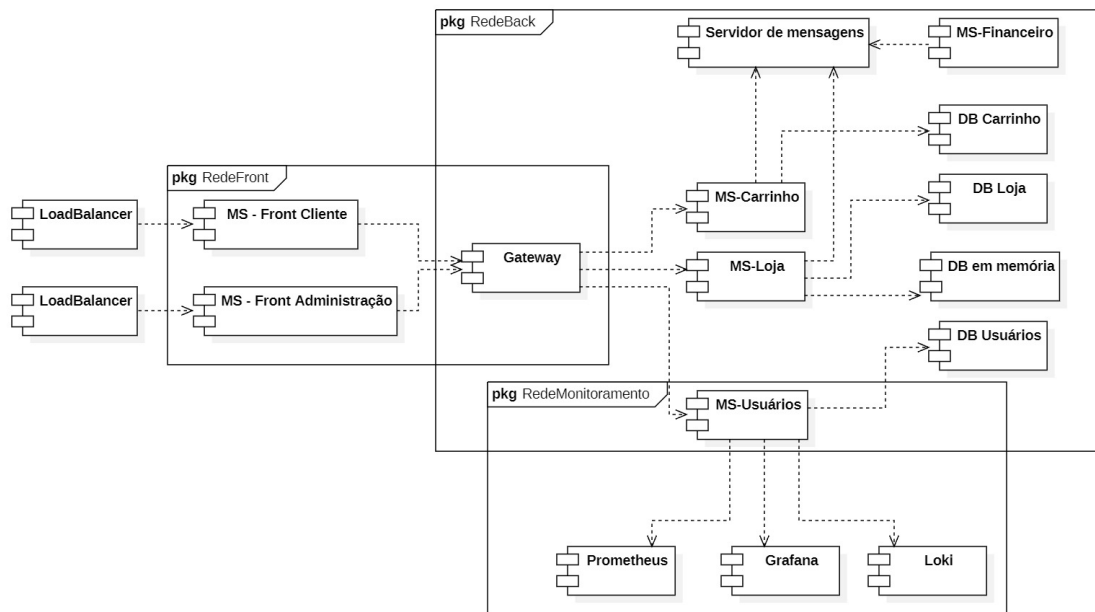 pkg RedeBack
Servidor de mensagens
MS-Financeiro
DB Carrinho
pkg RedeFront
MS-Carrinho
DB Loja
LoadBalancer
MS - Front Cliente
Gateway
MS-Loja
DB em memória
LoadBalancer
MS - Front Administração
DB Usuários
pkg RedeMonitoramento
MS-Usuários
Prometheus
Grafana
Loki